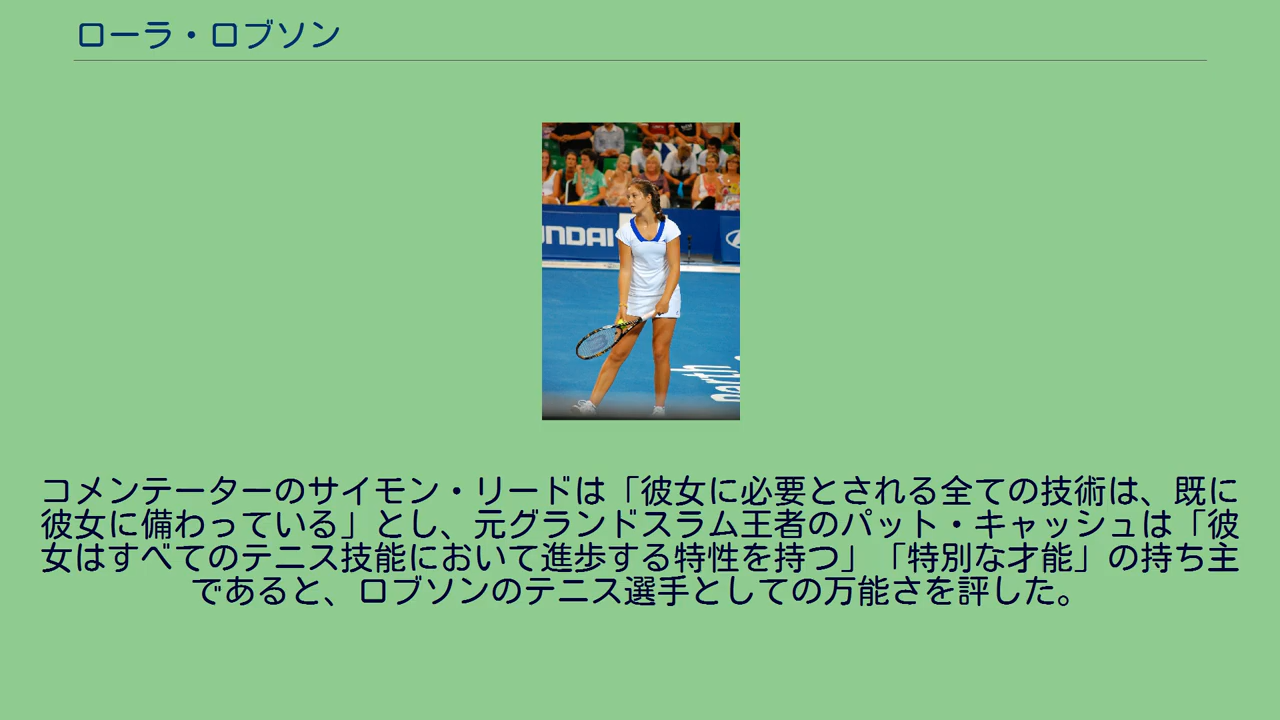 ローラ・ロブソン
UNDAI
perth
コメンテーターのサイモン・リードは「彼女に必要とされる全ての技術は、既に
彼女に備わっている」とし、元グランドスラム王者のパット・キャッシュは「彼
女はすべてのテニス技能において進歩する特性を持つ」「特別な才能」の持ち主
であると、ロブソンのテニス選手としての万能さを評した。